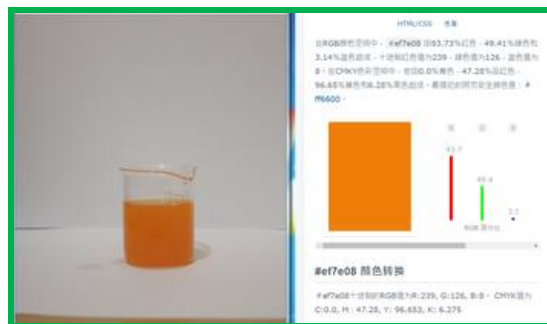 HTML/CSS 色彙
在RGB颜色空间中，#ef7e08 由93.73%红色，49.41%绿色和
3.14%蓝色组成，十进制红色值为239，绿色值为126，蓝色值为
8。在CMKY色彩空间中，它由0.0%青色，47.28%品红色，
96.65%黄色和6.28%黑色组成，最接近的网页安全颜色是：#
ff6600。
93.7
49.4
3.1
RGB 百分比
#ef7e08 颜色转换
#ef7e08十进制的RGB值为R:239, G:126, B:8。 CMYK值为
C:0.0, M : 47.28, Y: 96.653, K: 6.275